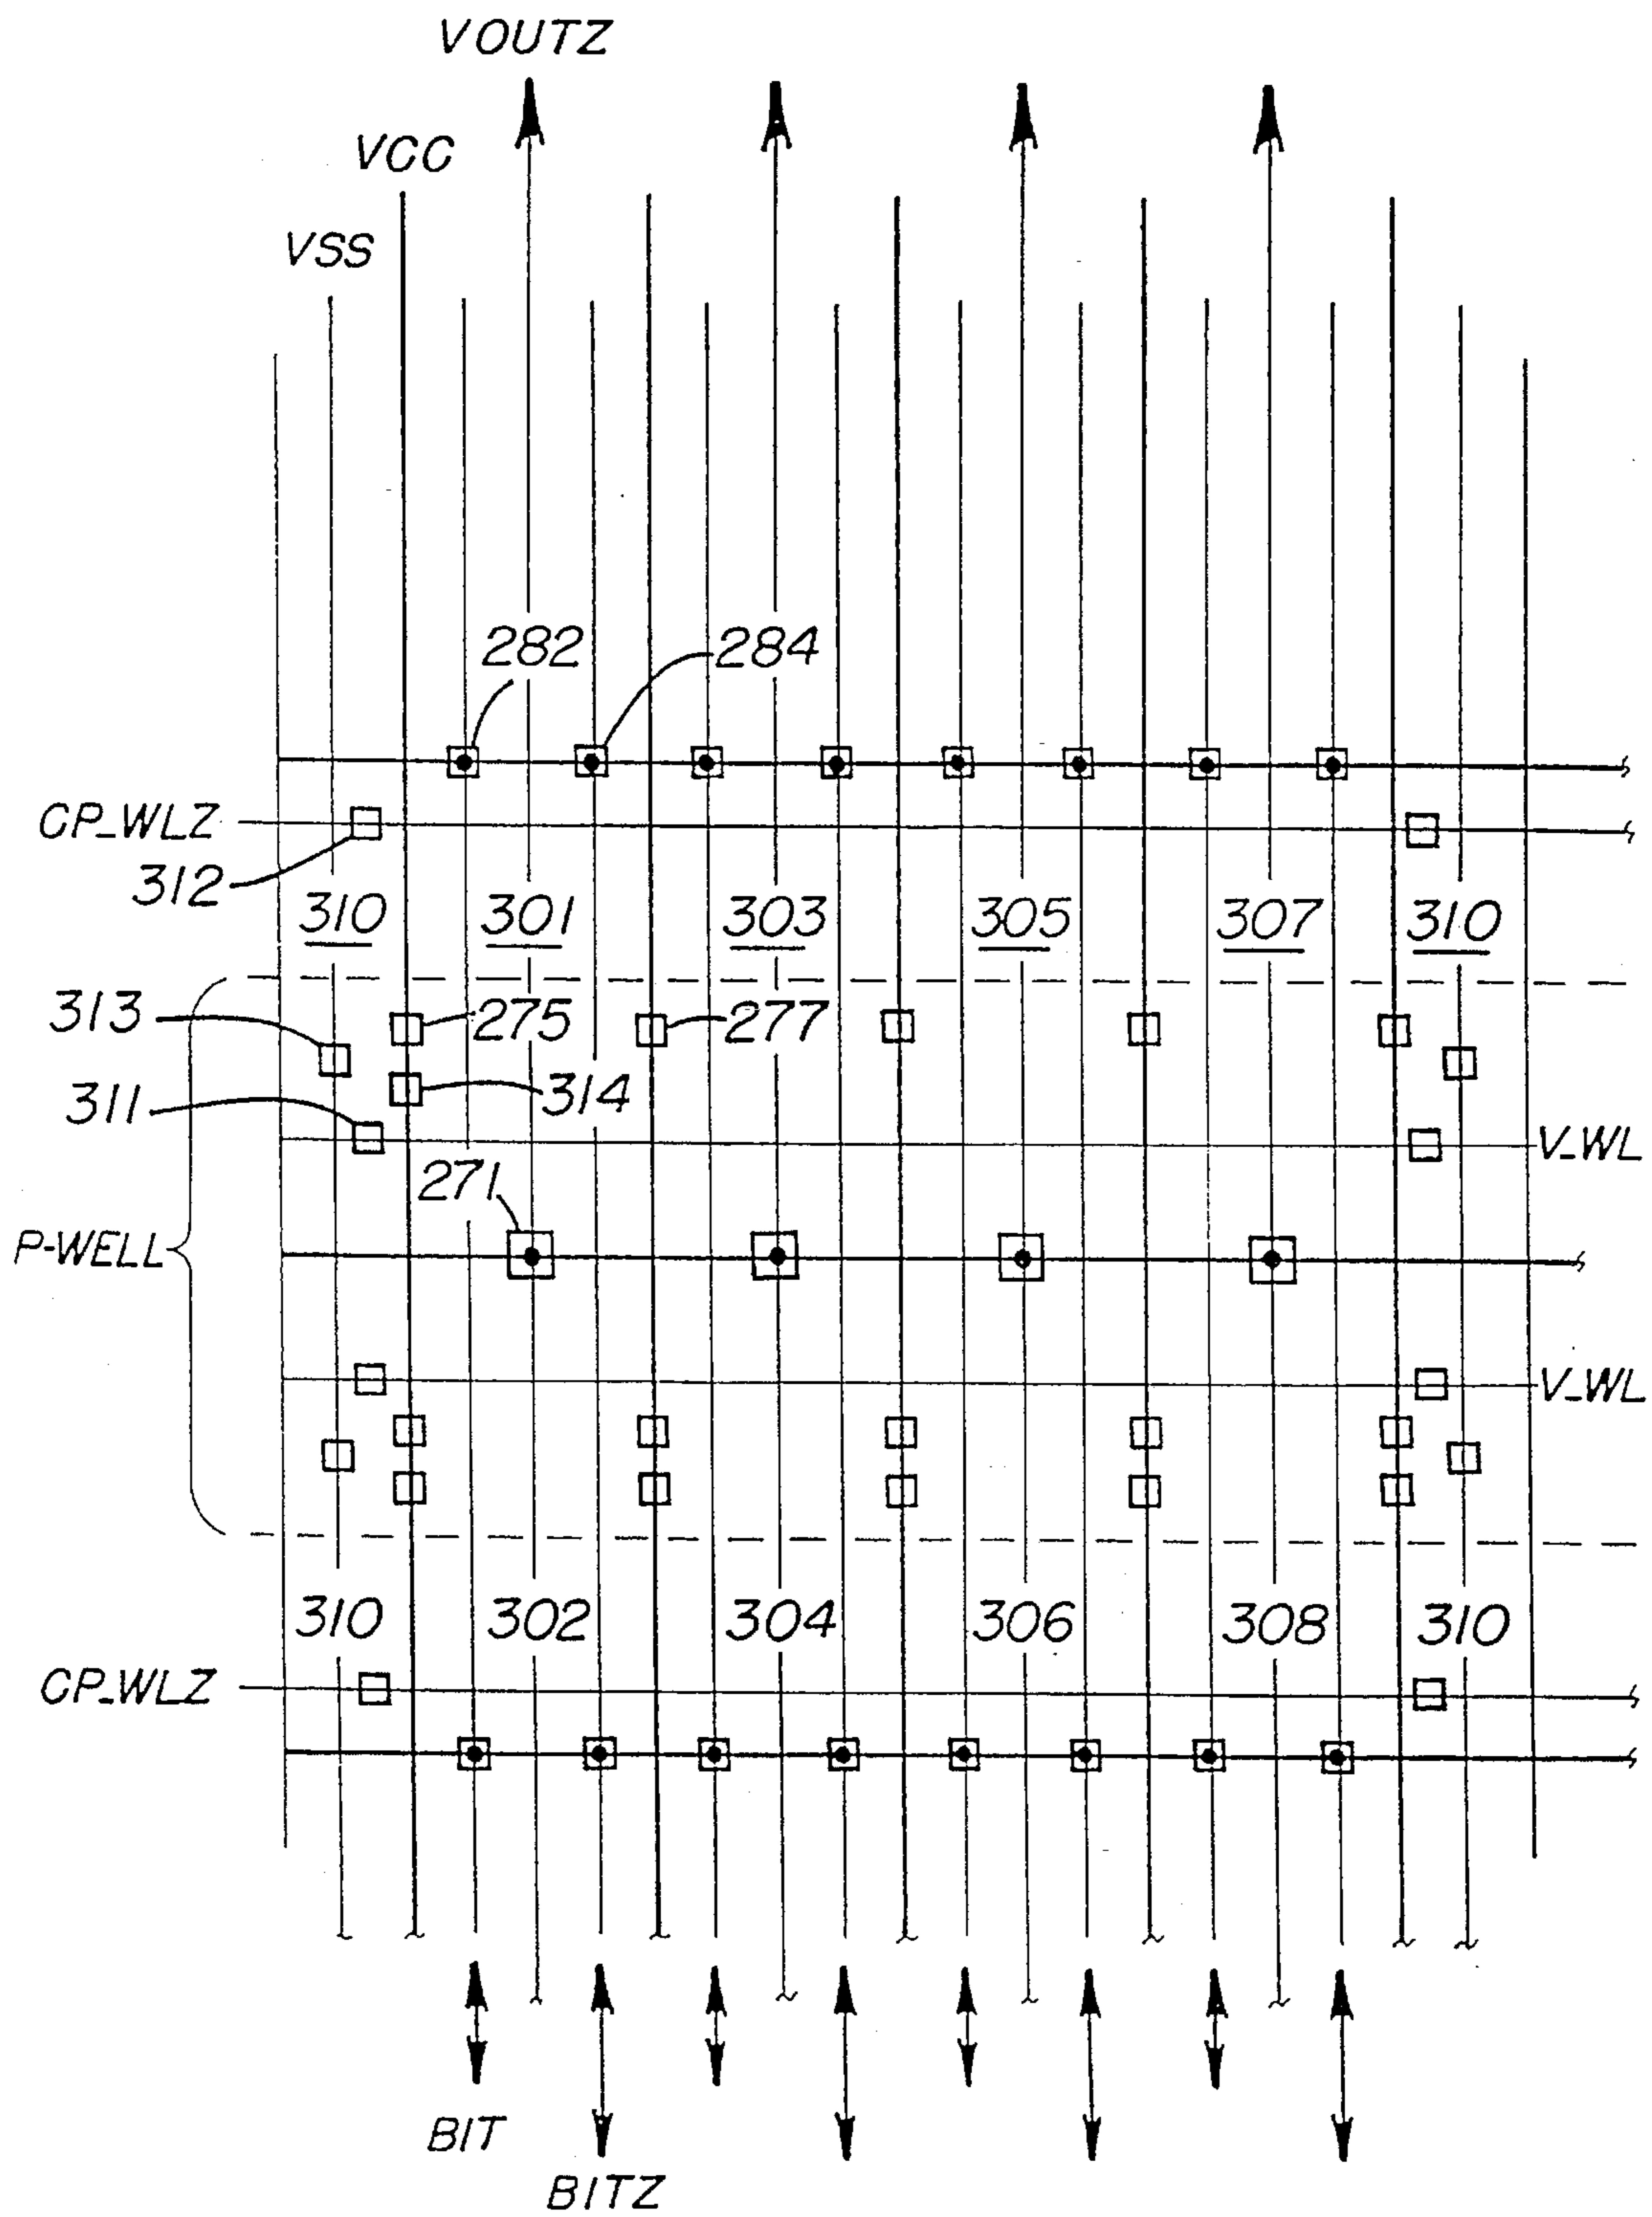 VOUTZ
VCC
VSS
282 284
CP_WLZ
312
310 301 303 305 307 310
313 275 277
311 314
V_WL
271
P-WELL
V_WL
310 302 304 306 308 310
CP_WLZ
BIT
BITZ